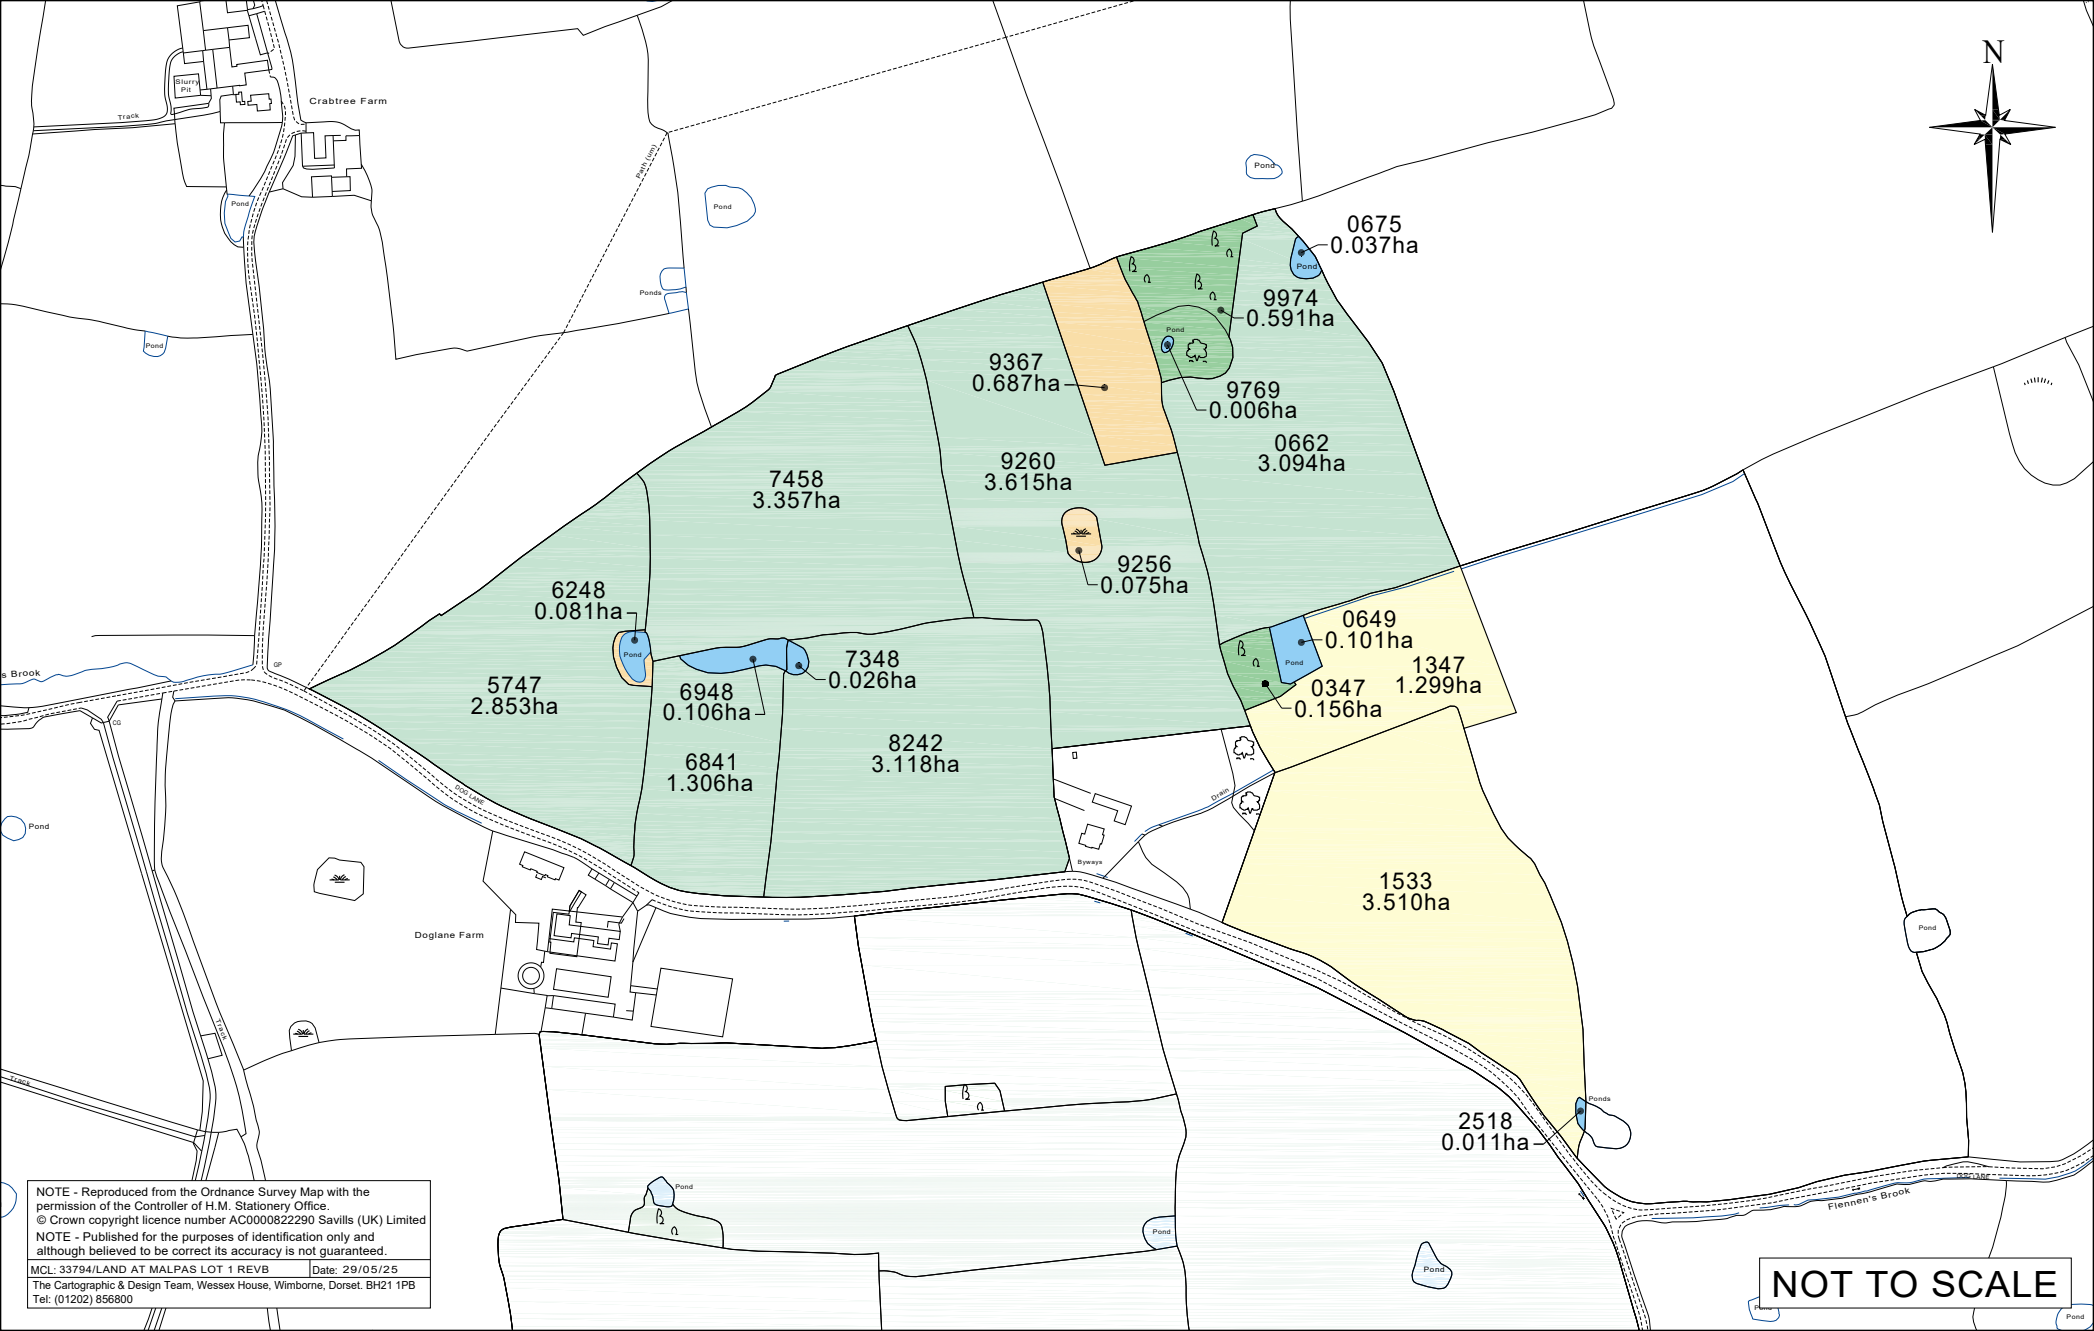 N
Slurry
Pit
Crabtree Farm
Track
Path (um)
Pond
Pond
Pond
Ponds
Pond
0675
0.037ha
Pond
9974
0.591ha
Pond
9367
0.687ha
9769
0.006ha
0662
3.094ha
9260
3.615ha
7458
3.357ha
9256
0.075ha
6248
0.081ha
Pond
0649
0.101ha
Pond
1347
1.299ha
0347
0.156ha
7348
0.026ha
6948
0.106ha
5747
2.853ha
8242
3.118ha
6841
1.306ha
s Brook
GP
CG
DOG LANE
Drain
Byways
Pond
1533
3.510ha
Doglane Farm
Pond
Track
Track
Ponds
2518
0.011ha
Pond
Pond
Pond
DOG LANE
Flennen's Brook
Pond
Pond
NOT TO SCALE
NOTE - Reproduced from the Ordnance Survey Map with the
permission of the Controller of H.M. Stationery Office.
© Crown copyright licence number AC0000822290 Savills (UK) Limited
NOTE - Published for the purposes of identification only and
although believed to be correct its accuracy is not guaranteed.
MCL: 33794/LAND AT MALPAS LOT 1 REVB
Date: 29/05/25
The Cartographic & Design Team, Wessex House, Wimborne, Dorset. BH21 1PB
Tel: (01202) 856800